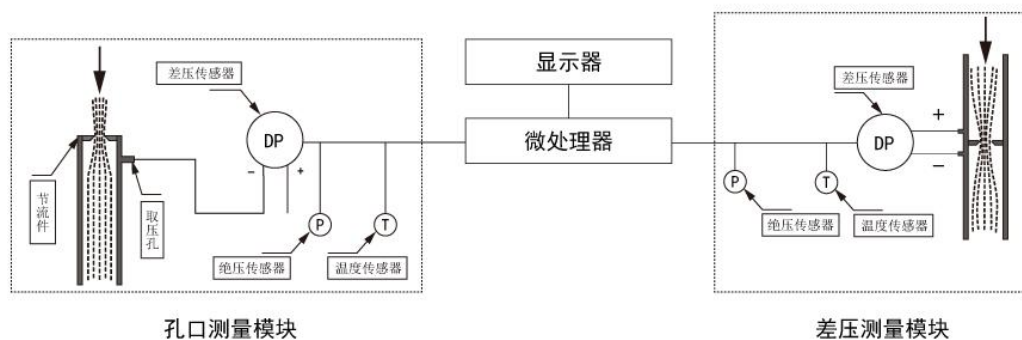 显示器
微处理器
差压传感器
DP
-
+
节流件
取压孔
P
T
绝压传感器
温度传感器
孔口测量模块
差压传感器
DP
+
-
P
T
绝压传感器
温度传感器
差压测量模块